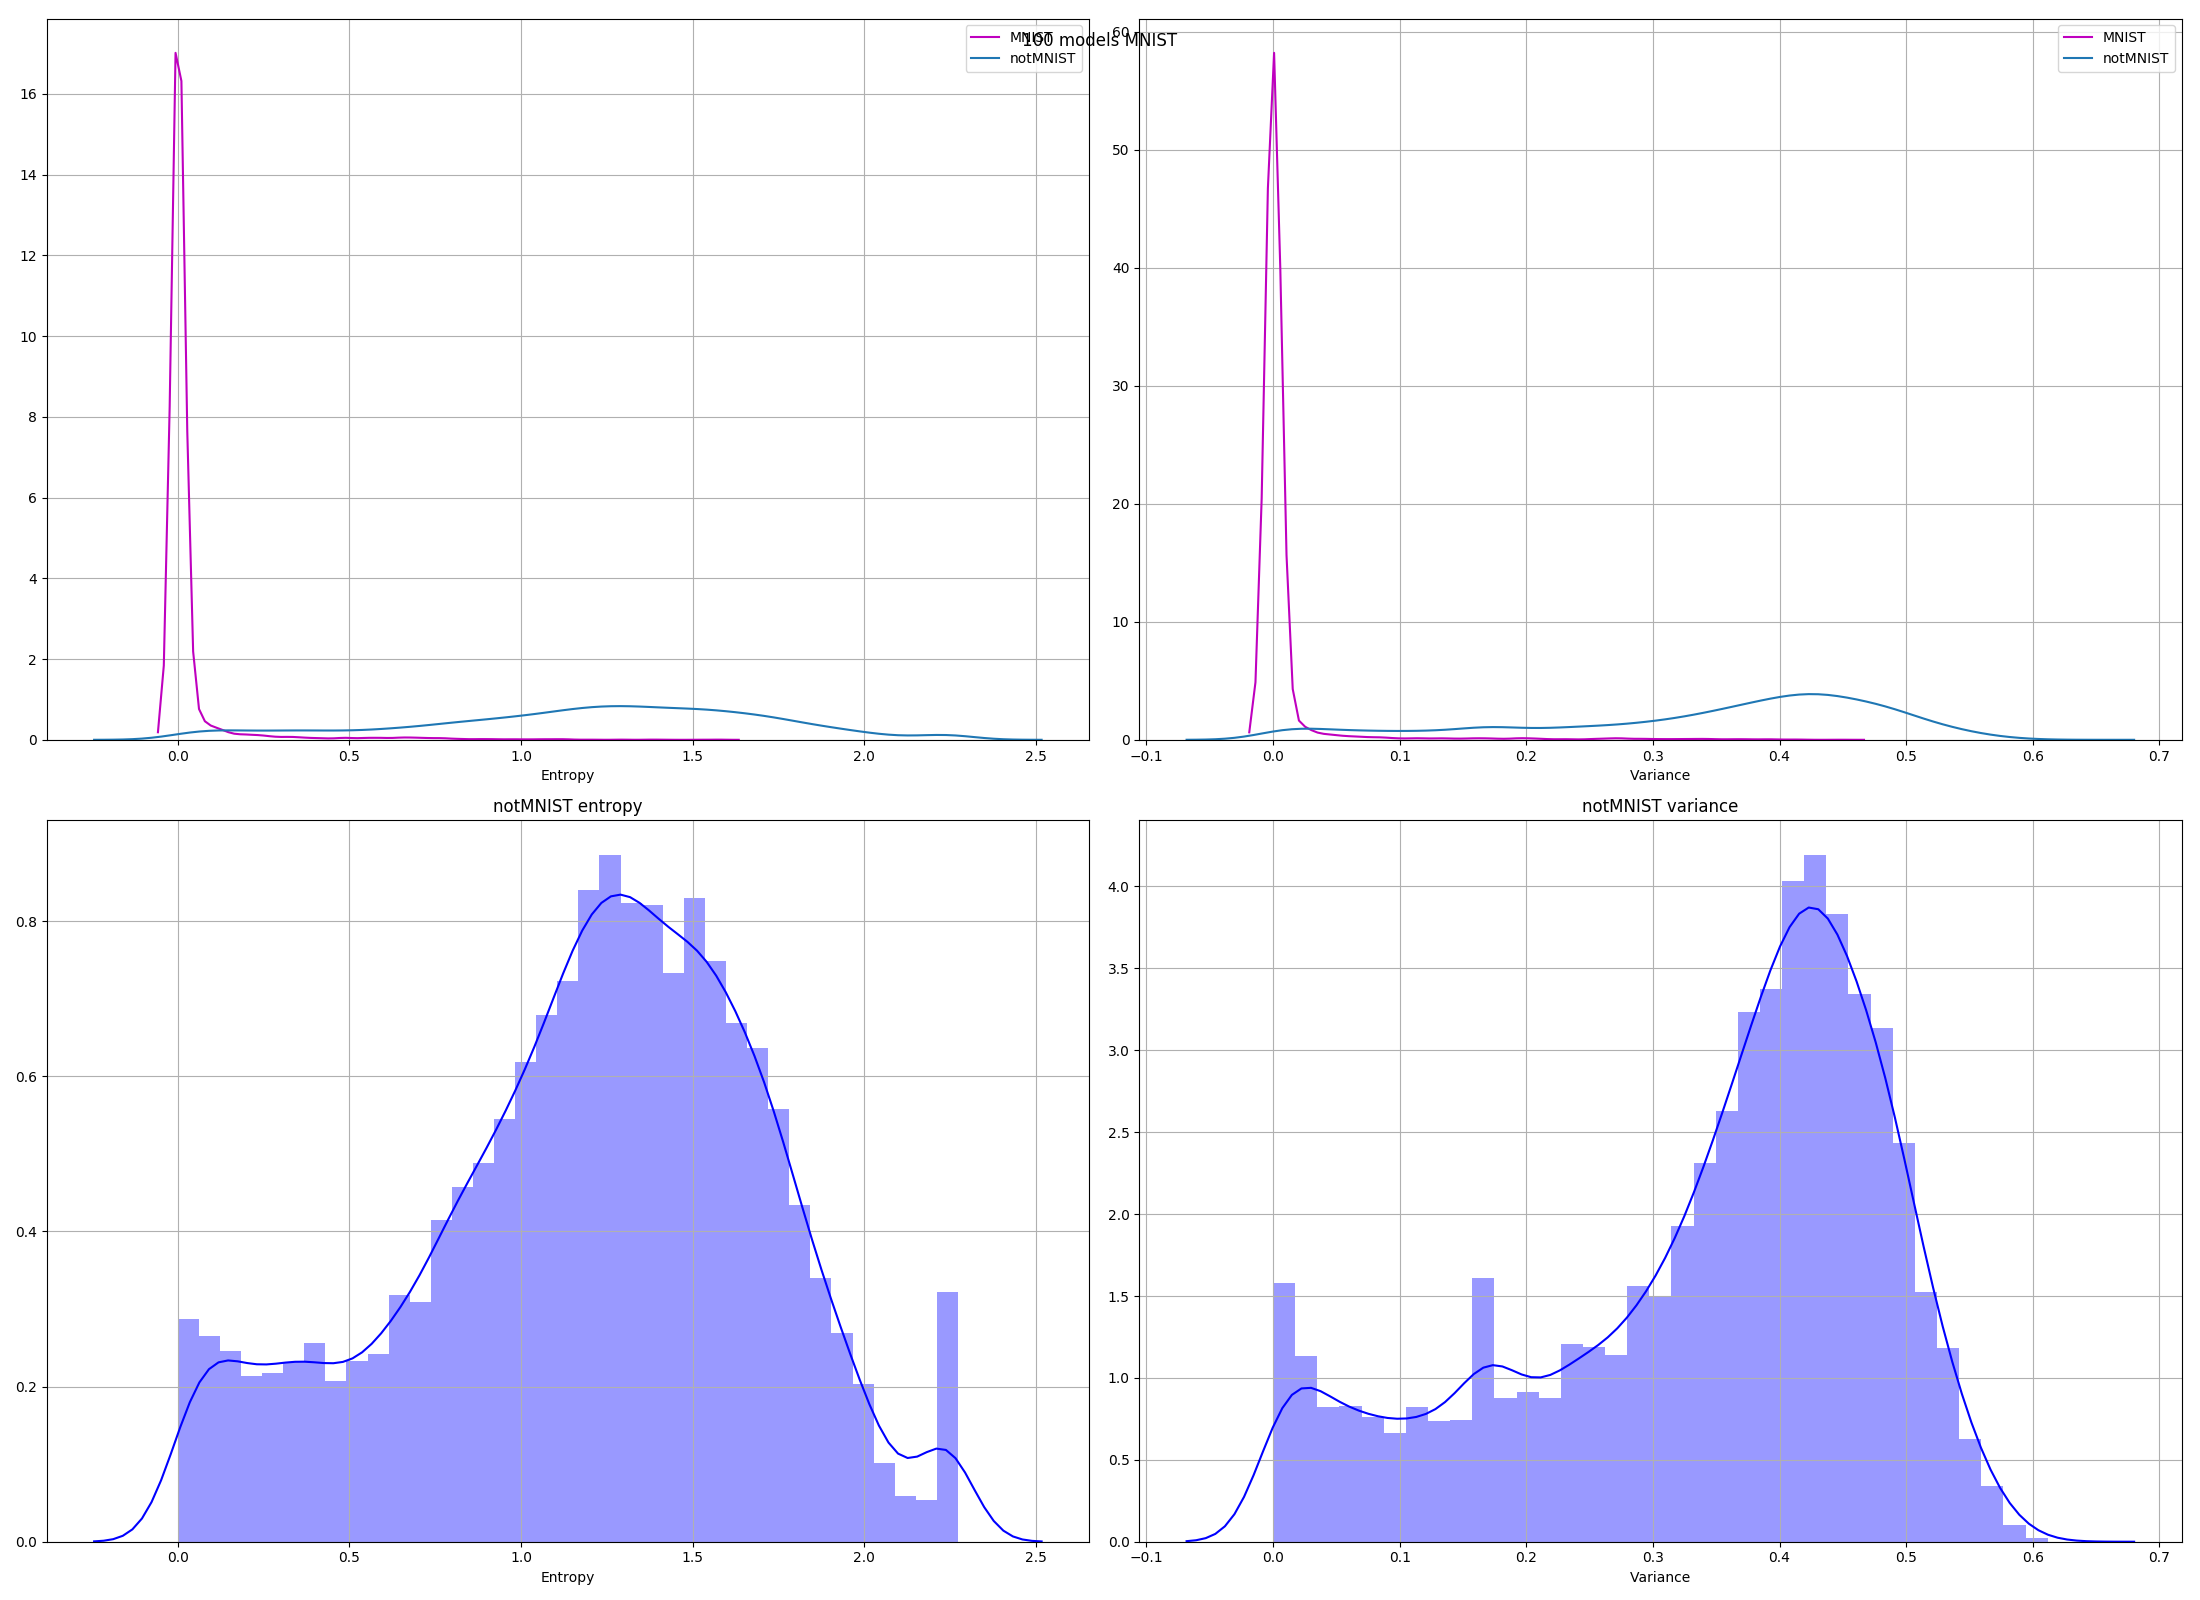 100 models MNIST
MNIST
notMNIST
16
14
12
10
8
6
4
2
0
0.0 0.5 1.0 1.5 2.0 2.5
Entropy
MNIST
notMNIST
60
50
40
30
20
10
0
−0.1 0.0 0.1 0.2 0.3 0.4 0.5 0.6 0.7
Variance
notMNIST entropy
0.8
0.6
0.4
0.2
0.0
0.0 0.5 1.0 1.5 2.0 2.5
Entropy
notMNIST variance
4.0
3.5
3.0
2.5
2.0
1.5
1.0
0.5
0.0
−0.1 0.0 0.1 0.2 0.3 0.4 0.5 0.6 0.7
Variance